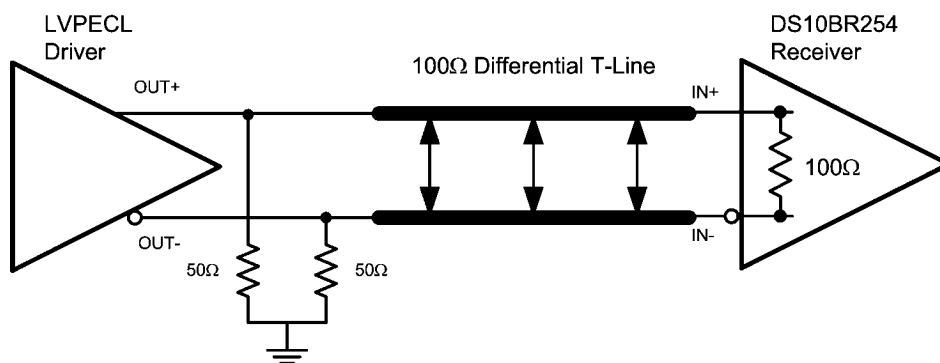 LVPECL
Driver
DS10BR254
Receiver
100Ω Differential T-Line
OUT+
IN+
100Ω
OUT-
IN-
50Ω
50Ω